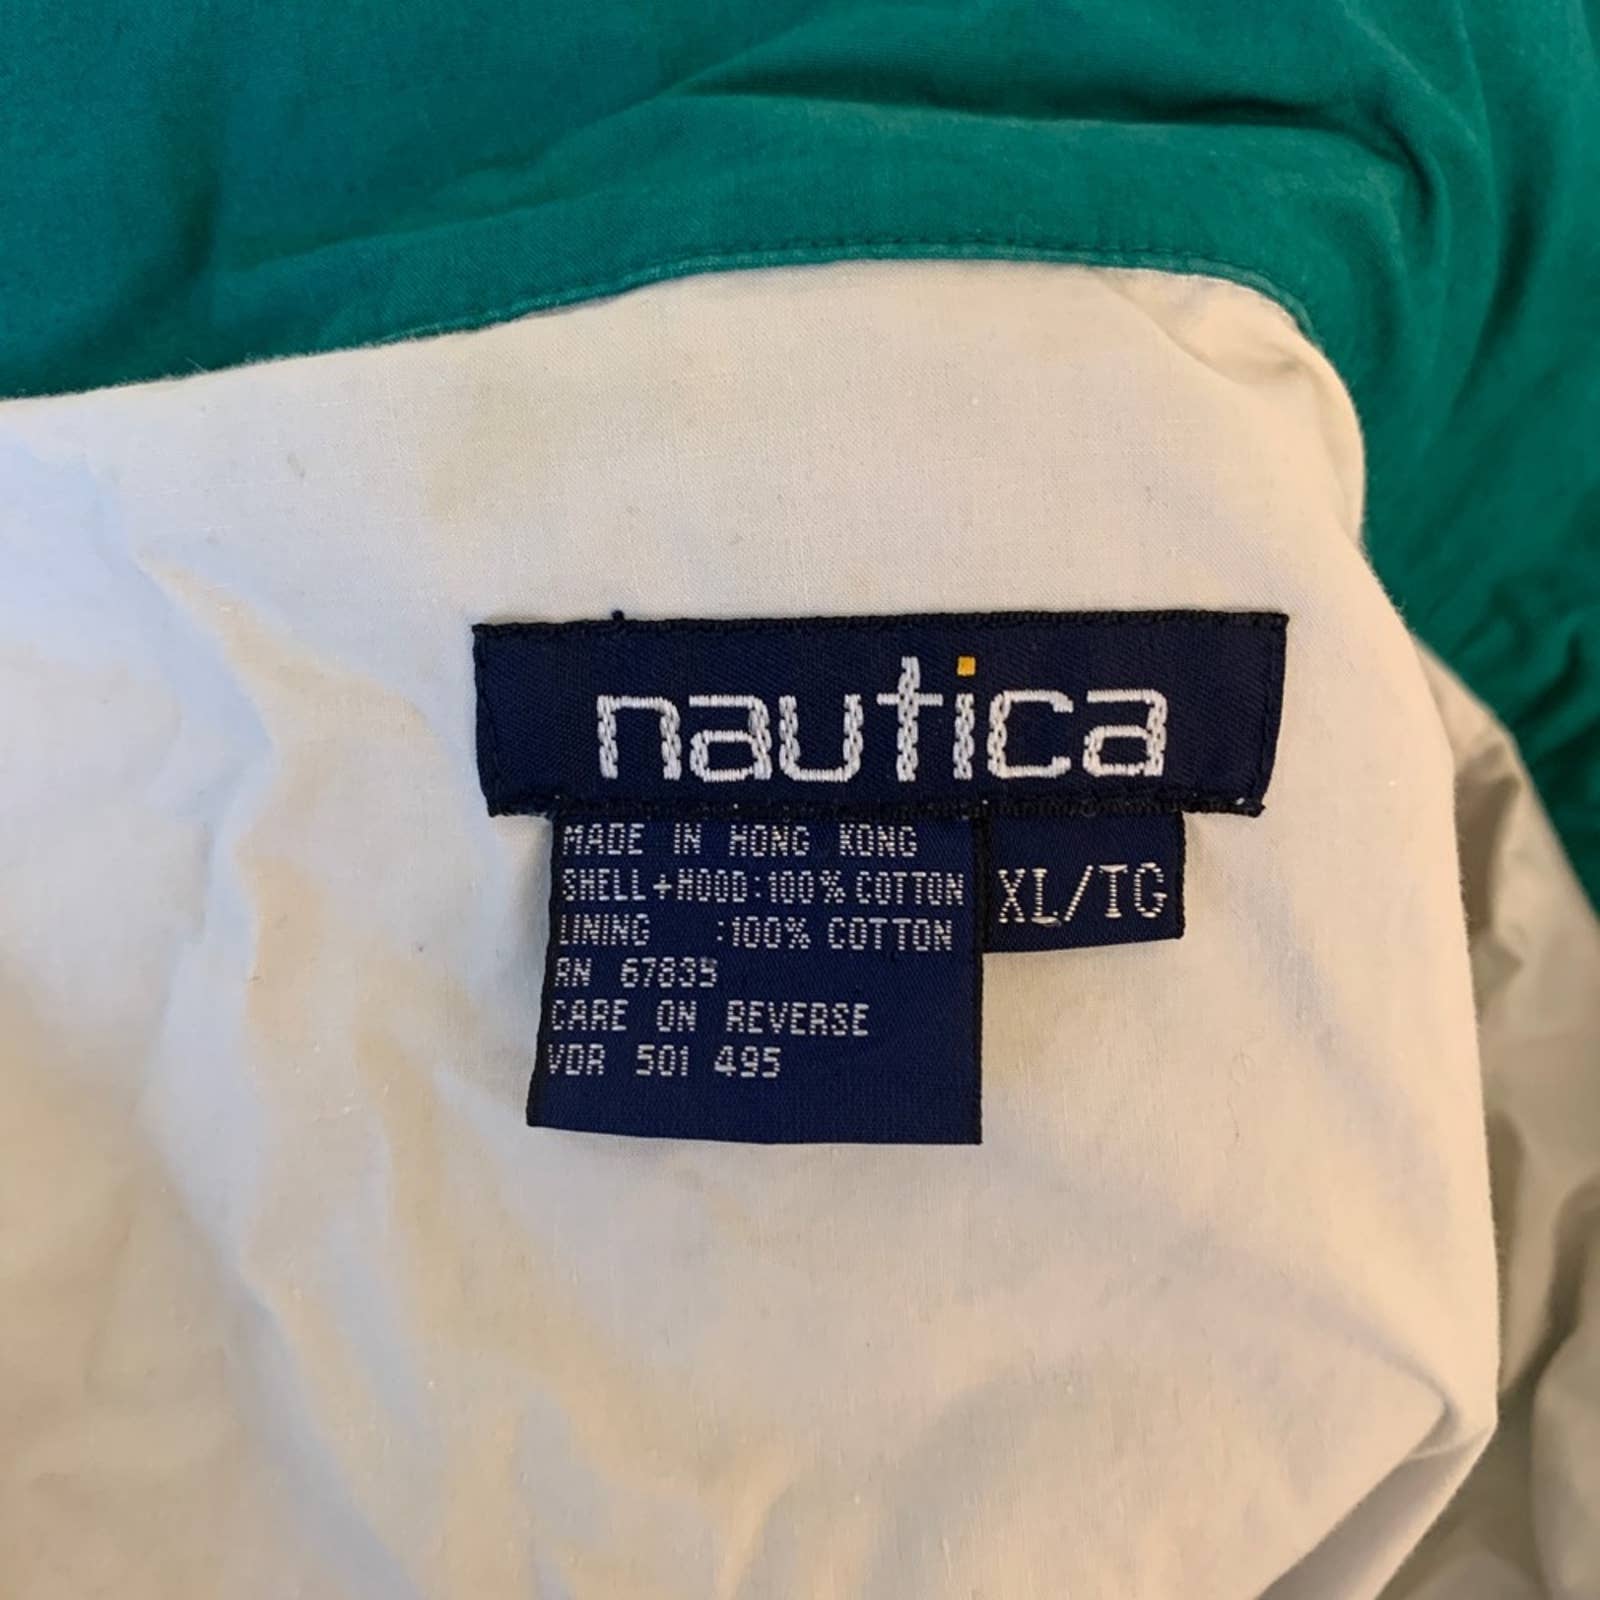 nautica
MADE IN HONG KONG
SHELL+HOOD:100% COTTON
LINING :100% COTTON
RN 67835
CARE ON REVERSE
VDR 501 495
XL/TG